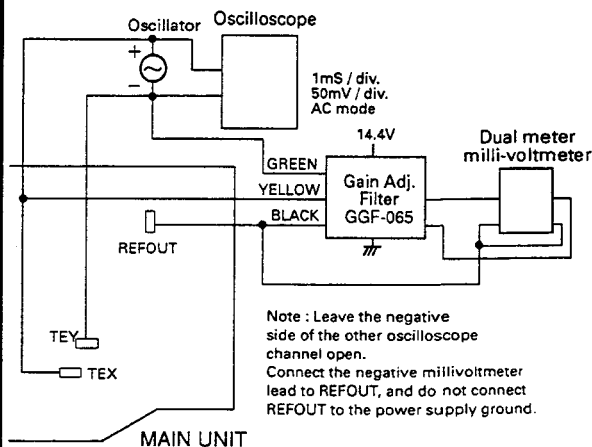 Oscillator
Oscilloscope
+
−
1mS / div.
50mV / div.
AC mode
14.4V
Dual meter
milli-voltmeter
GREEN
YELLOW
BLACK
Gain Adj.
Filter
GGF-065
REFOUT
TEY
TEX
Note : Leave the negative
side of the other oscilloscope
channel open.
Connect the negative millivoltmeter
lead to REFOUT, and do not connect
REFOUT to the power supply ground.
MAIN UNIT